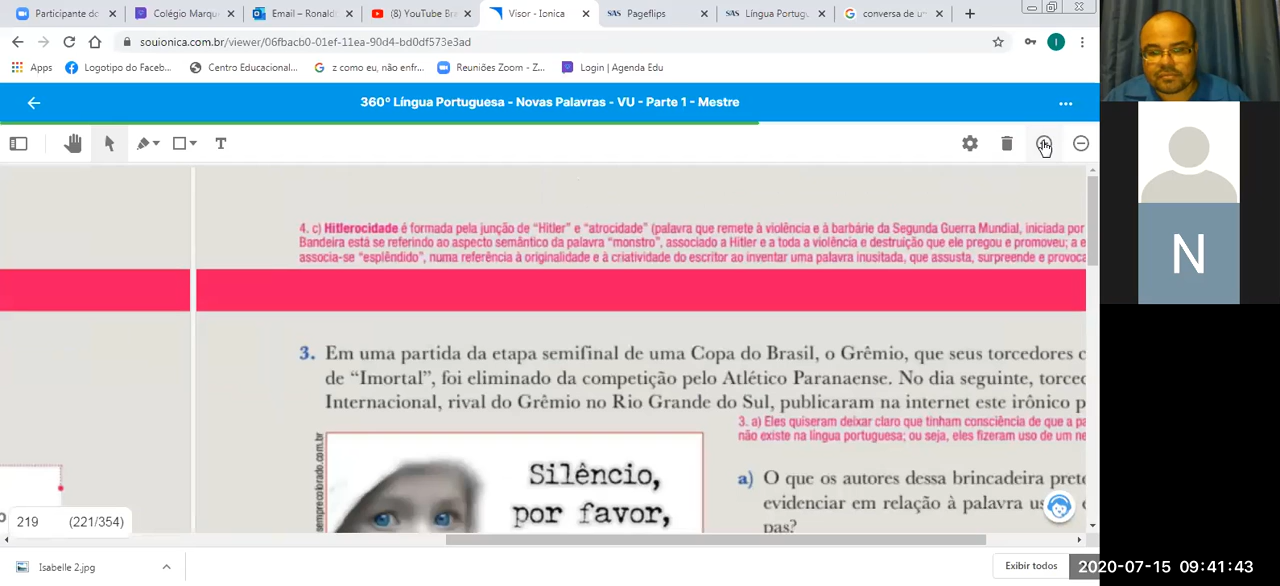 Participante do
Colégio Marqu
Email – Ronald
(8) YouTube Br
Visor - Ionica
Pageflips
Língua Portug
conversa de u
souionica.com.br/viewer/06fbacb0-01ef-11ea-90d4-bd0df573e3ad
Apps
Logotipo do Faceb...
Centro Educacional...
z como eu, não enfr...
Reuniões Zoom - Z...
Login | Agenda Edu
360º Língua Portuguesa - Novas Palavras - VU - Parte 1 - Mestre
4. c) Hitlerocidade é formada pela junção de “Hitler” e “atrocidade” (palavra que remete à violência e à barbárie da Segunda Guerra Mundial, iniciada por
Bandeira está se referindo ao aspecto semântico da palavra “monstro”, associado a Hitler e a toda a violência e destruição que ele pregou e promoveu; a e
associa-se “esplêndido”, numa referência à originalidade e à criatividade do escritor ao inventar uma palavra inusitada, que assusta, surpreende e provoca
3. Em uma partida da etapa semifinal de uma Copa do Brasil, o Grêmio, que seus torcedores c
de “Imortal”, foi eliminado da competição pelo Atlético Paranaense. No dia seguinte, torced
Internacional, rival do Grêmio no Rio Grande do Sul, publicaram na internet este irônico p
3. a) Eles quiseram deixar claro que tinham consciência de que a pa
não existe na língua portuguesa; ou seja, eles fizeram uso de um ne
semprecolorado.com.br
Silêncio,
por favor,
a) O que os autores dessa brincadeira prete
evidenciar em relação à palavra us
pas?
219 (221/354)
Isabelle 2.jpg
Exibir todos
N
2020-07-15 09:41:43